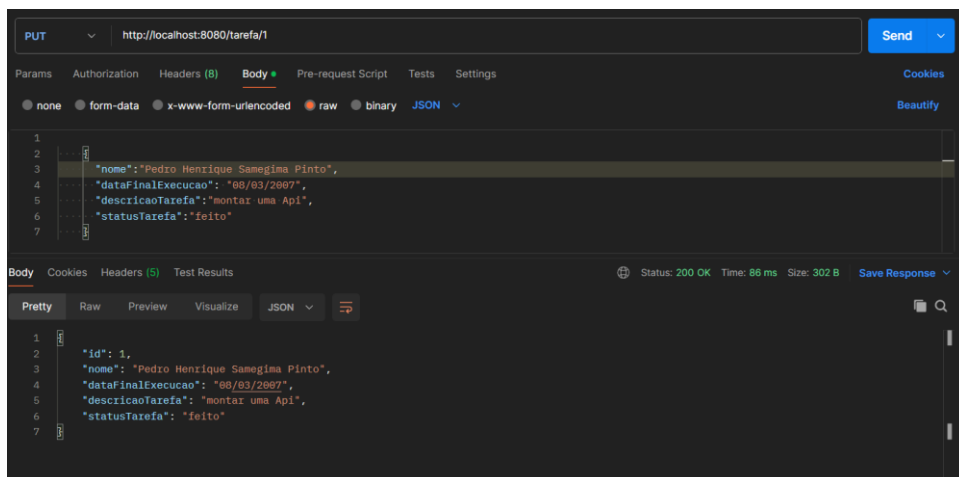 PUT http://localhost:8080/tarefa/1 Send
Params Authorization Headers (8) Body Pre-request Script Tests Settings Cookies
none form-data x-www-form-urlencoded raw binary JSON Beautify
1
2 {
3 "nome":"Pedro Henrique Samegima Pinto",
4 "dataFinalExecucao": "08/03/2007",
5 "descricaoTarefa":"montar uma Api",
6 "statusTarefa":"feito"
7 }
Body Cookies Headers (5) Test Results Status: 200 OK Time: 86 ms Size: 302 B Save Response
Pretty Raw Preview Visualize JSON
1 {
2 "id": 1,
3 "nome": "Pedro Henrique Samegima Pinto",
4 "dataFinalExecucao": "08/03/2007",
5 "descricaoTarefa": "montar uma Api",
6 "statusTarefa": "feito"
7 }